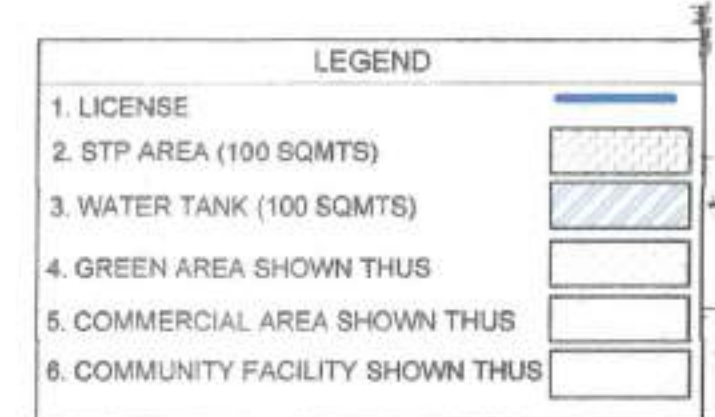 LEGEND
1. LICENSE
2. STP AREA (100 SQMTS)
3. WATER TANK (100 SQMTS)
4. GREEN AREA SHOWN THUS
5. COMMERCIAL AREA SHOWN THUS
6. COMMUNITY FACILITY SHOWN THUS